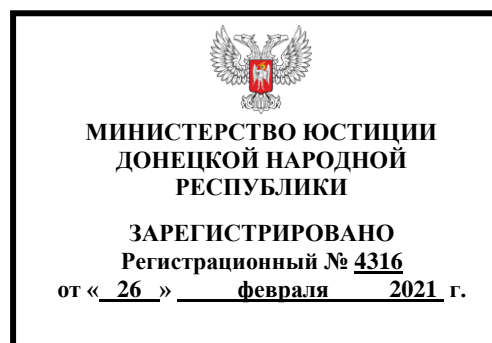 МИНИСТЕРСТВО ЮСТИЦИИ
ДОНЕЦКОЙ НАРОДНОЙ
РЕСПУБЛИКИ
ЗАРЕГИСТРИРОВАНО
Регистрационный № 4316
от « 26 » февраля 2021 г.